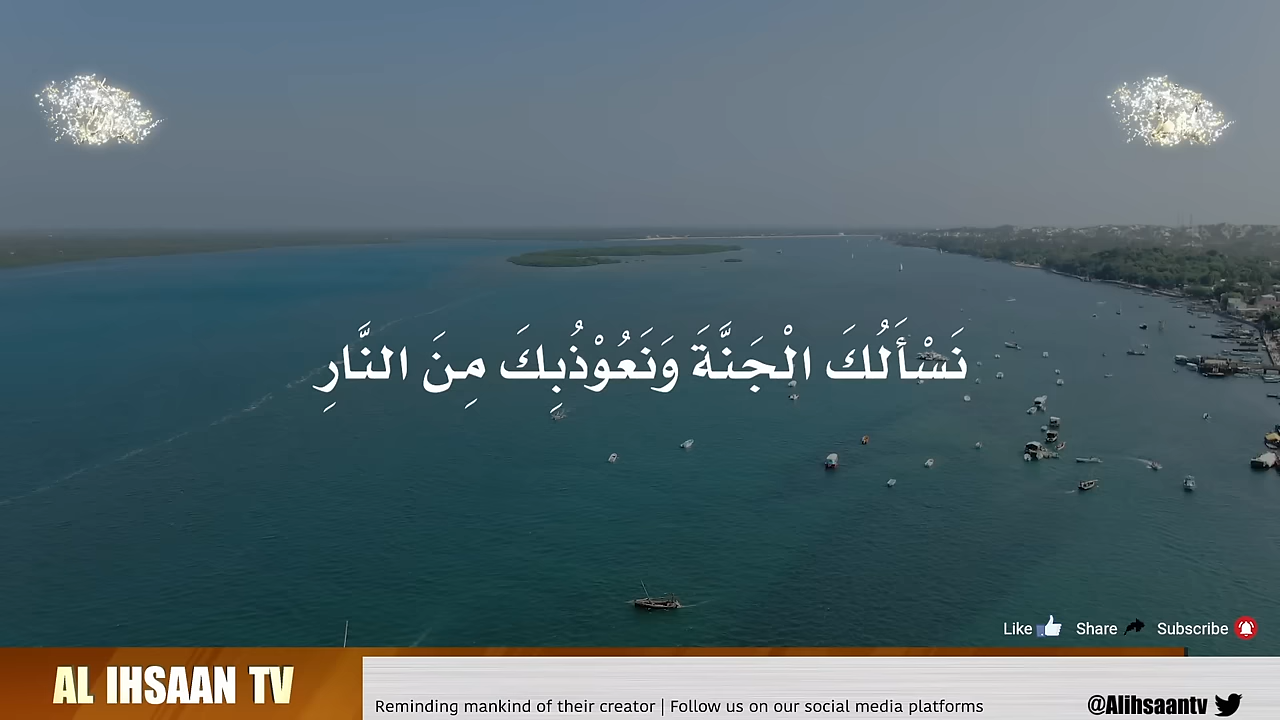 نَسْأَلُكَ الْجَنَّةَ وَنَعُوْذُبِكَ مِنَ النَّارِ
Like Share Subscribe
AL IHSAAN TV
Reminding mankind of their creator | Follow us on our social media platforms
@Alihsaantv